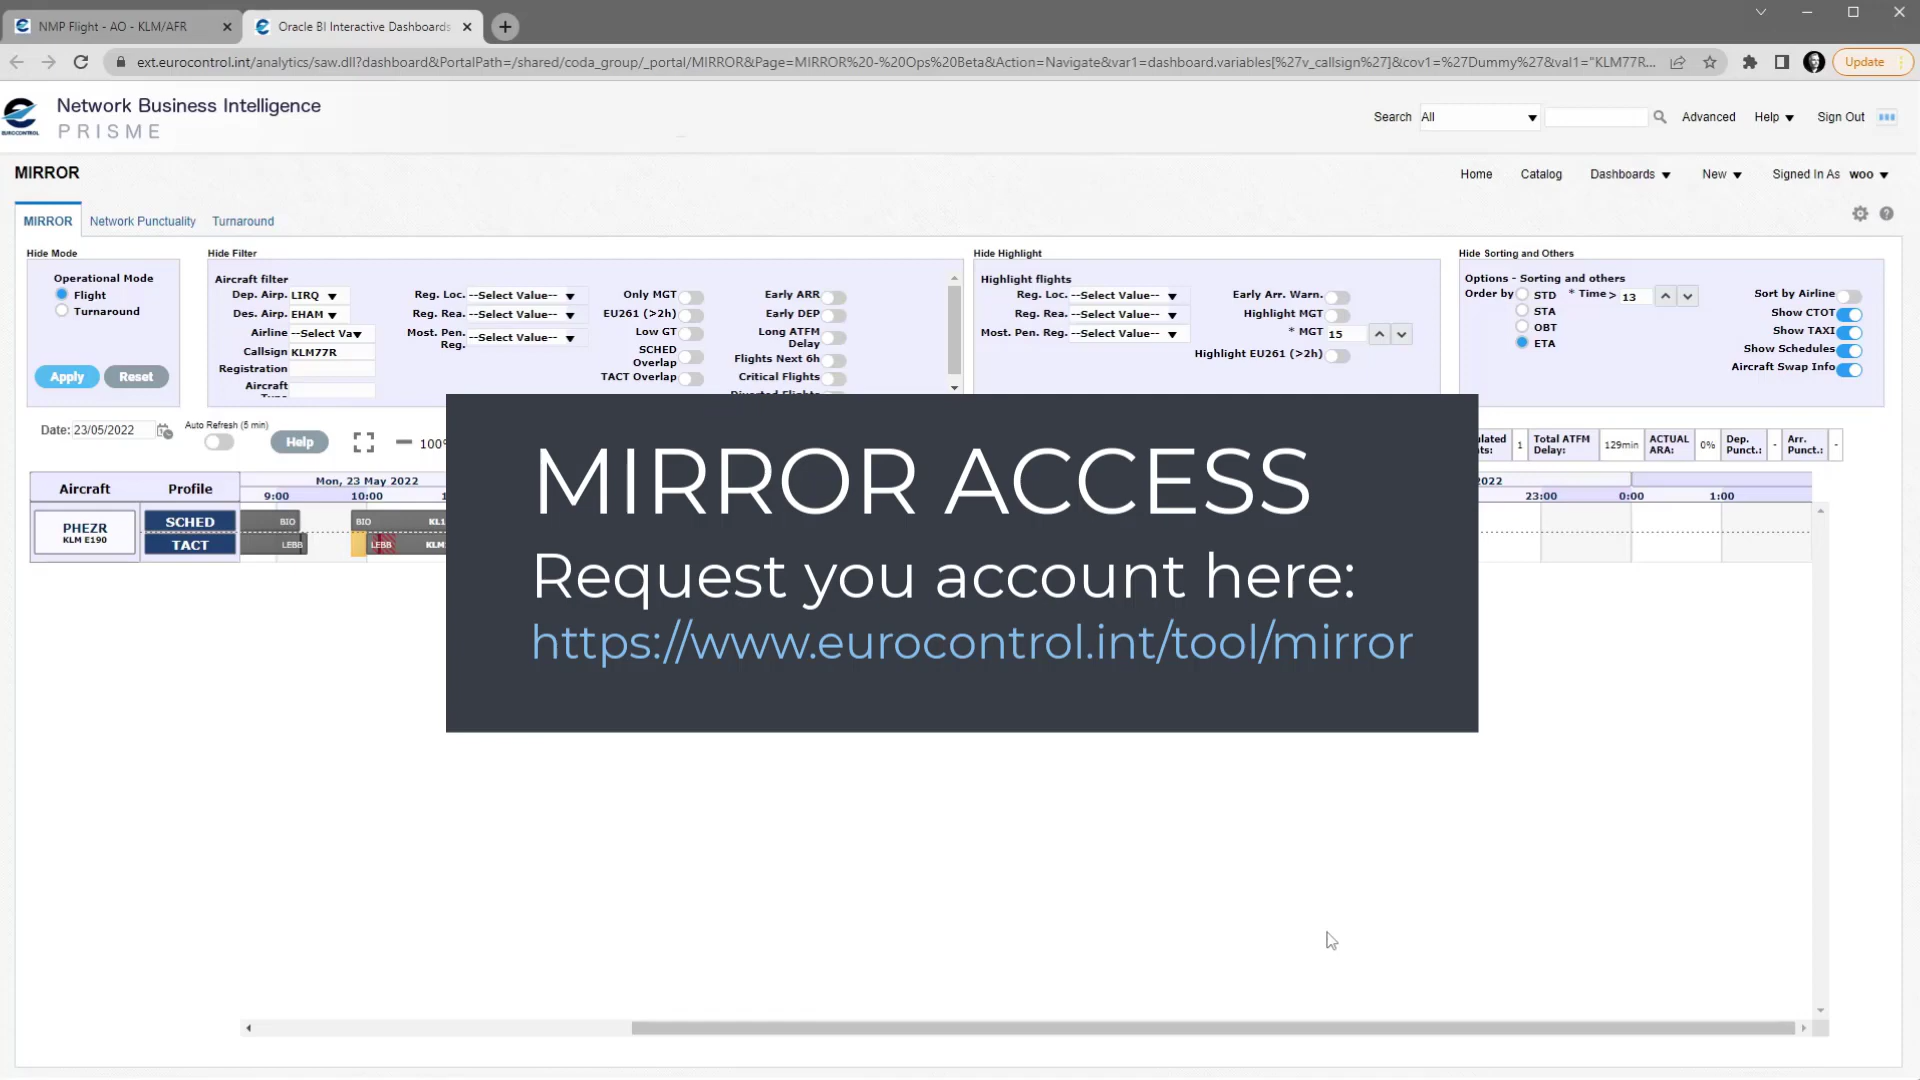 NMP Flight - AO - KLM/AFR
Oracle BI Interactive Dashboards
ext.eurocontrol.int/analytics/saw.dll?dashboard&PortalPath=/shared/coda_group/_portal/MIRROR&Page=MIRROR%20-%20Ops%20Beta&Action=Navigate&var1=dashboard.variables[%27v_callsign%27]&cov1=%27Dummy%27&val1="KLM77R...
Update
EUROCONTROL
Network Business Intelligence
PRISME
Search All
Advanced Help Sign Out
MIRROR
Home Catalog Dashboards New Signed In As woo
MIRROR Network Punctuality Turnaround
Hide Mode
Operational Mode
Flight
Turnaround
Apply Reset
Hide Filter
Aircraft filter
Dep. Airp. LIRQ
Des. Airp. EHAM
Airline --Select Va
Callsign KLM77R
Registration
Aircraft
Reg. Loc. --Select Value--
Reg. Rea. --Select Value--
Most. Pen. Reg. --Select Value--
Only MGT
EU261 (>2h)
Low GT
SCHED Overlap
TACT Overlap
Early ARR
Early DEP
Long ATFM Delay
Flights Next 6h
Critical Flights
Hide Highlight
Highlight flights
Reg. Loc. --Select Value--
Reg. Rea. --Select Value--
Most. Pen. Reg. --Select Value--
Early Arr. Warn.
Highlight MGT
* MGT 15
Highlight EU261 (>2h)
Hide Sorting and Others
Options - Sorting and others
Order by STD
STA
OBT
ETA
* Time > 13
Sort by Airline
Show CTOT
Show TAXI
Show Schedules
Aircraft Swap Info
Date: 23/05/2022
Auto Refresh (5 min)
Help
100%
ulated
ts: 1
Total ATFM Delay: 129min
ACTUAL ARA: 0%
Dep. Punct.: -
Arr. Punct.: -
Aircraft Profile
Mon, 23 May 2022
9:00 10:00 1
2022
23:00 0:00 1:00
PHEZR
KLM E190
SCHED
TACT
BIO BIO KL1
LEBB LEBB KLM
MIRROR ACCESS
Request you account here:
https://www.eurocontrol.int/tool/mirror